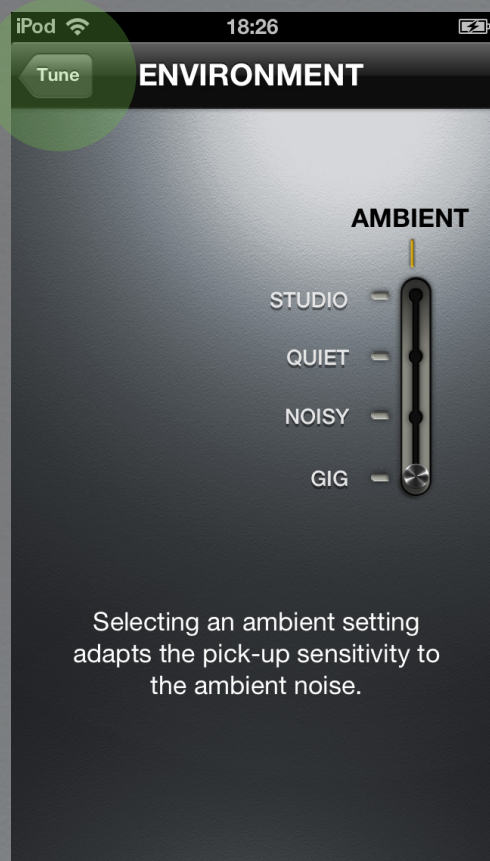 iPod 18:26
Tune ENVIRONMENT
AMBIENT
STUDIO
QUIET
NOISY
GIG
Selecting an ambient setting
adapts the pick-up sensitivity to
the ambient noise.